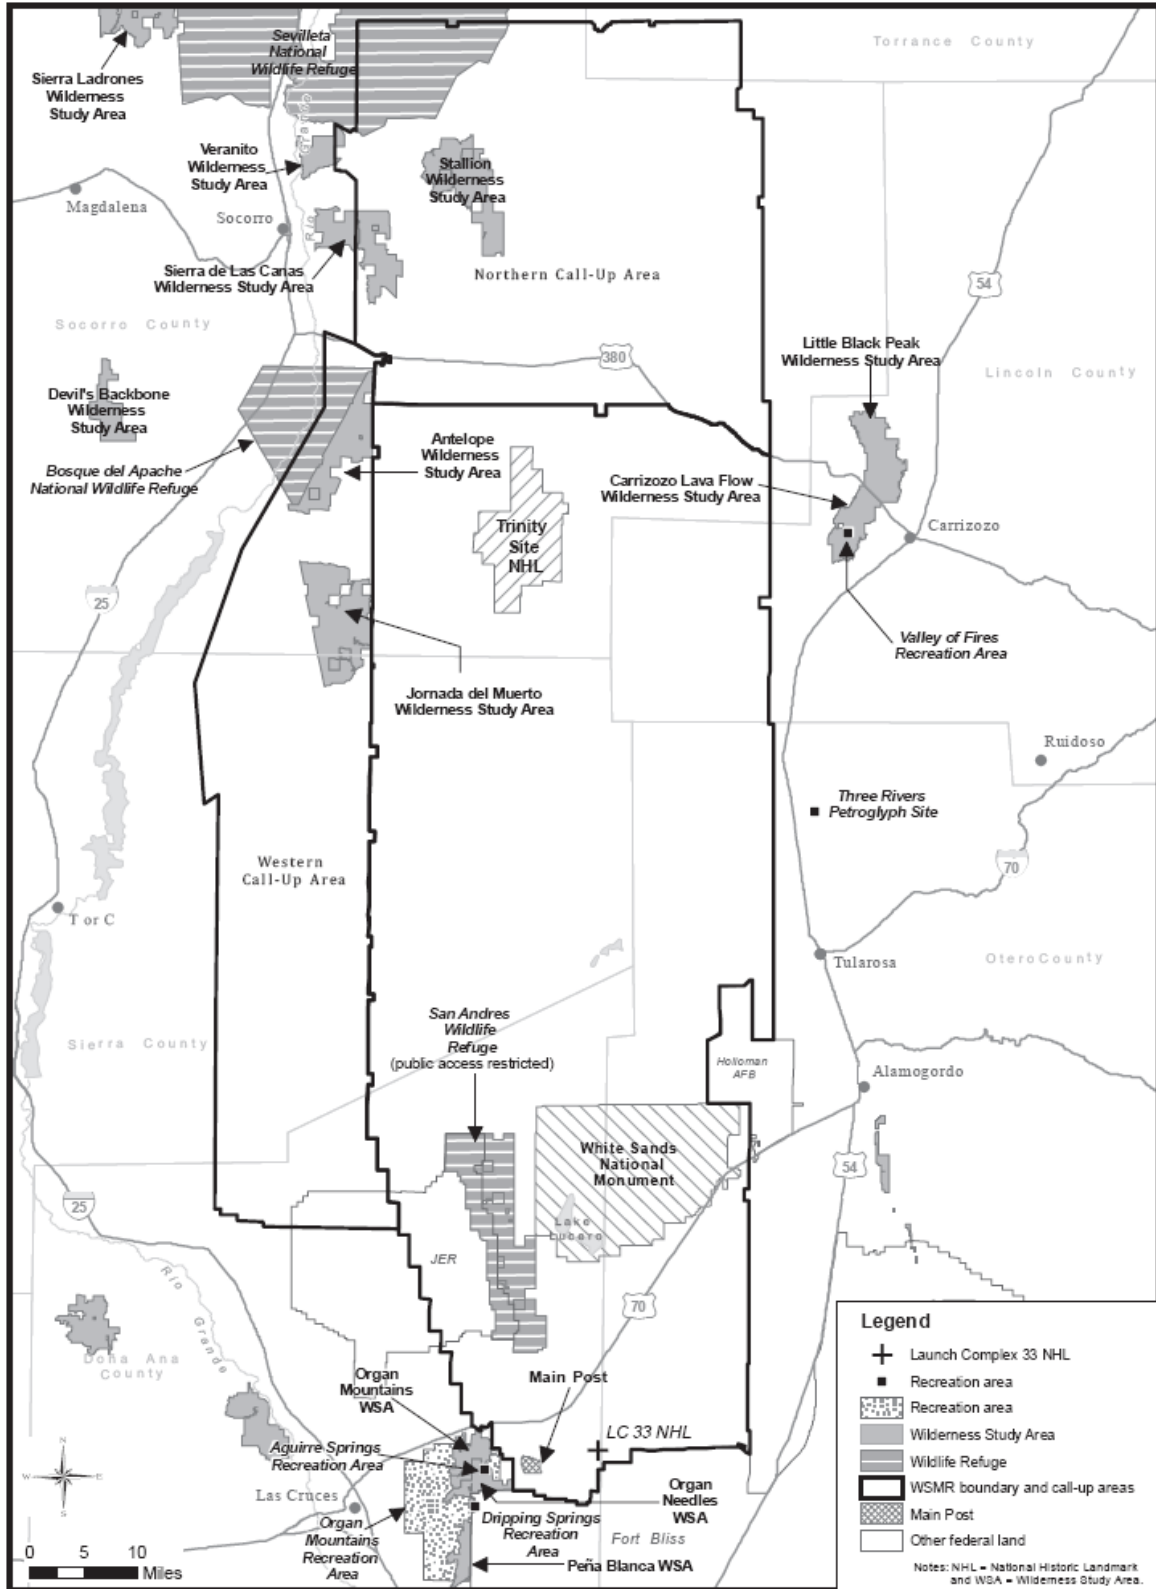 Torrance County
Sevilleta
National
Wildlife Refuge
Sierra Ladrones
Wilderness
Study Area
Grande
Veranito
Wilderness
Study Area
Stallion
Wilderness
Study Area
Magdalena
Socorro
Rio
Sierra de Las Canas
Wilderness Study Area
Northern Call-Up Area
54
Socorro County
Little Black Peak
Wilderness Study Area
380
Lincoln County
Devil's Backbone
Wilderness
Study Area
Antelope
Wilderness
Study Area
Bosque del Apache
National Wildlife Refuge
Carrizozo Lava Flow
Wilderness Study Area
Trinity
Site
NHL
Carrizozo
25
Valley of Fires
Recreation Area
Jornada del Muerto
Wilderness Study Area
Ruidoso
Three Rivers
Petroglyph Site
Western
Call-Up Area
70
T or C
Tularosa
Otero County
San Andres
Wildlife
Refuge
(public access restricted)
Sierra County
Holloman
AFB
Alamogordo
White Sands
National
Monument
54
25
Lake
Lucero
JER
Rio
Grande
70
Doña Ana
County
Organ
Mountains
WSA
Main Post
LC 33 NHL
Aguirre Springs
Recreation Area
N
W
E
S
Las Cruces
Organ
Needles
WSA
Organ
Mountains
Recreation
Area
Dripping Springs
Recreation
Area
Fort Bliss
Peña Blanca WSA
0 5 10
Miles
Legend
Launch Complex 33 NHL
Recreation area
Recreation area
Wilderness Study Area
Wildlife Refuge
WSMR boundary and call-up areas
Main Post
Other federal land
Notes: NHL = National Historic Landmark
and WSA = Wilderness Study Area.